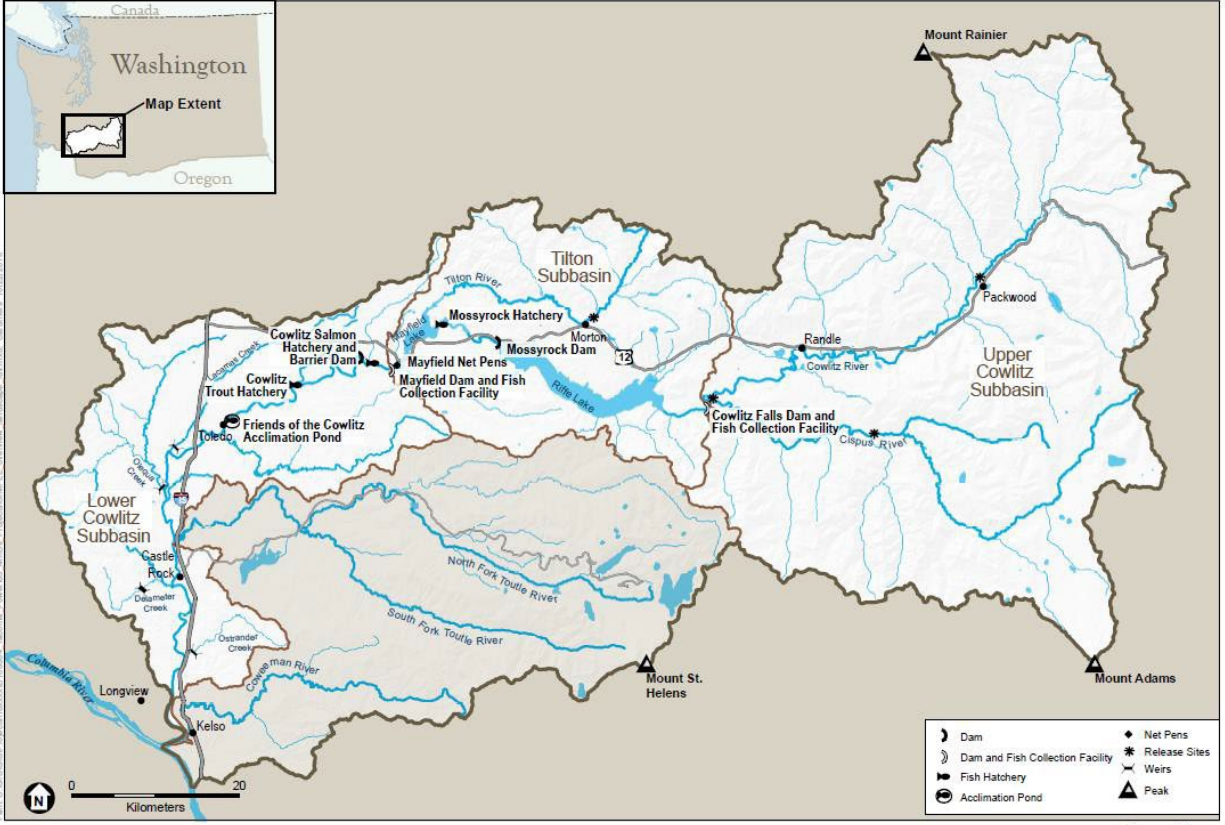 Canada
Washington
Map Extent
Oregon
Mount Rainier
Tilton
Subbasin
Tilton River
Packwood
Mossyrock Hatchery
Mayfield
Lake
Morton
Cowlitz Salmon
Hatchery and
Barrier Dam
Mossyrock Dam
Randle
12
Lacamas Creek
Mayfield Net Pens
Cowlitz River
Upper
Cowlitz
Subbasin
Cowlitz
Trout Hatchery
Mayfield Dam and Fish
Collection Facility
Riffe Lake
Cowlitz Falls Dam and
Fish Collection Facility
Friends of the Cowlitz
Acclimation Pond
Toledo
Cispus River
Olequa
Creek
Lower
Cowlitz
Subbasin
Castle
Rock
North Fork Toutle River
Delameter
Creek
South Fork Toutle River
Ostrander
Creek
Coweeman River
Columbia River
Longview
Kelso
Mount St.
Helens
Mount Adams
Dam
Dam and Fish Collection Facility
Fish Hatchery
Acclimation Pond
Net Pens
Release Sites
Weirs
Peak
N
0
20
Kilometers